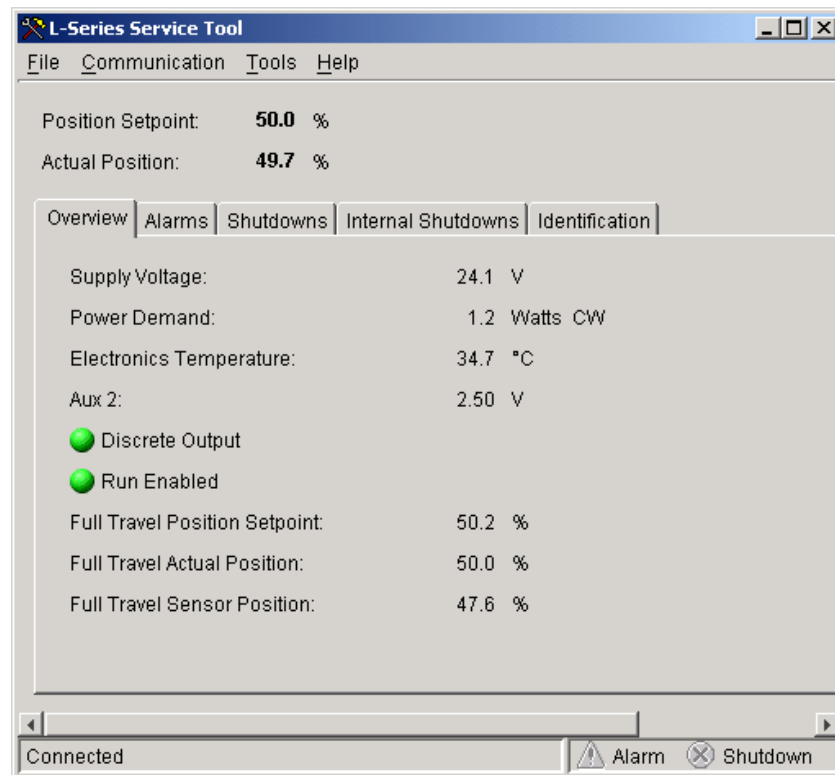 L-Series Service Tool
File Communication Tools Help
Position Setpoint: 50.0 %
Actual Position: 49.7 %
Overview Alarms Shutdowns Internal Shutdowns Identification
Supply Voltage: 24.1 V
Power Demand: 1.2 Watts CW
Electronics Temperature: 34.7 °C
Aux 2: 2.50 V
Discrete Output
Run Enabled
Full Travel Position Setpoint: 50.2 %
Full Travel Actual Position: 50.0 %
Full Travel Sensor Position: 47.6 %
Connected Alarm Shutdown